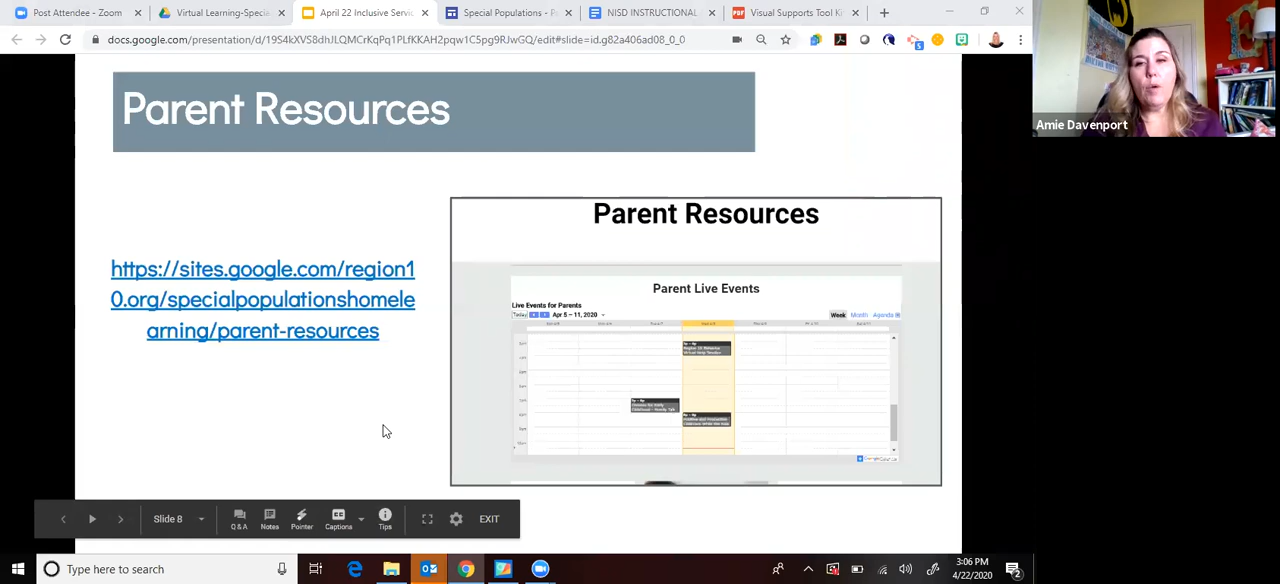 Post Attendee - Zoom
Virtual Learning-Specia
April 22 Inclusive Servic
Special Populations - P
NISD INSTRUCTIONAL
Visual Supports Tool Ki
docs.google.com/presentation/d/19S4kXVS8dhJLQMCrKqPq1PLfKKAH2pqw1C5pg9RJwGQ/edit#slide=id.g82a406ad08_0_0
Amie Davenport
Parent Resources
https://sites.google.com/region1
0.org/specialpopulationshomele
arning/parent-resources
Parent Resources
Parent Live Events
Live Events for Parents
Today Apr 5 – 11, 2020
Week Month Agenda
Slide 8
Q&A
Notes
Pointer
Captions
Tips
EXIT
Type here to search
3:06 PM
4/22/2020